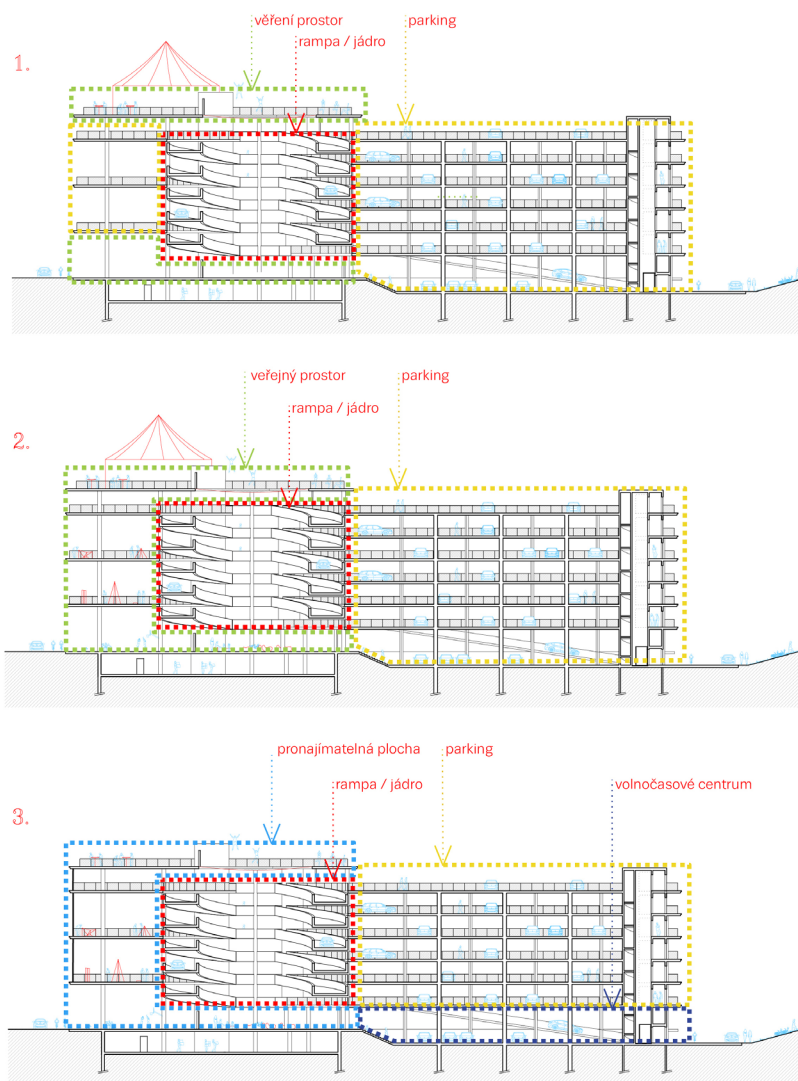 věření prostor
parking
rampa / jádro
1.
veřejný prostor
parking
rampa / jádro
2.
pronajímatelná plocha
parking
rampa / jádro
volnočasové centrum
3.